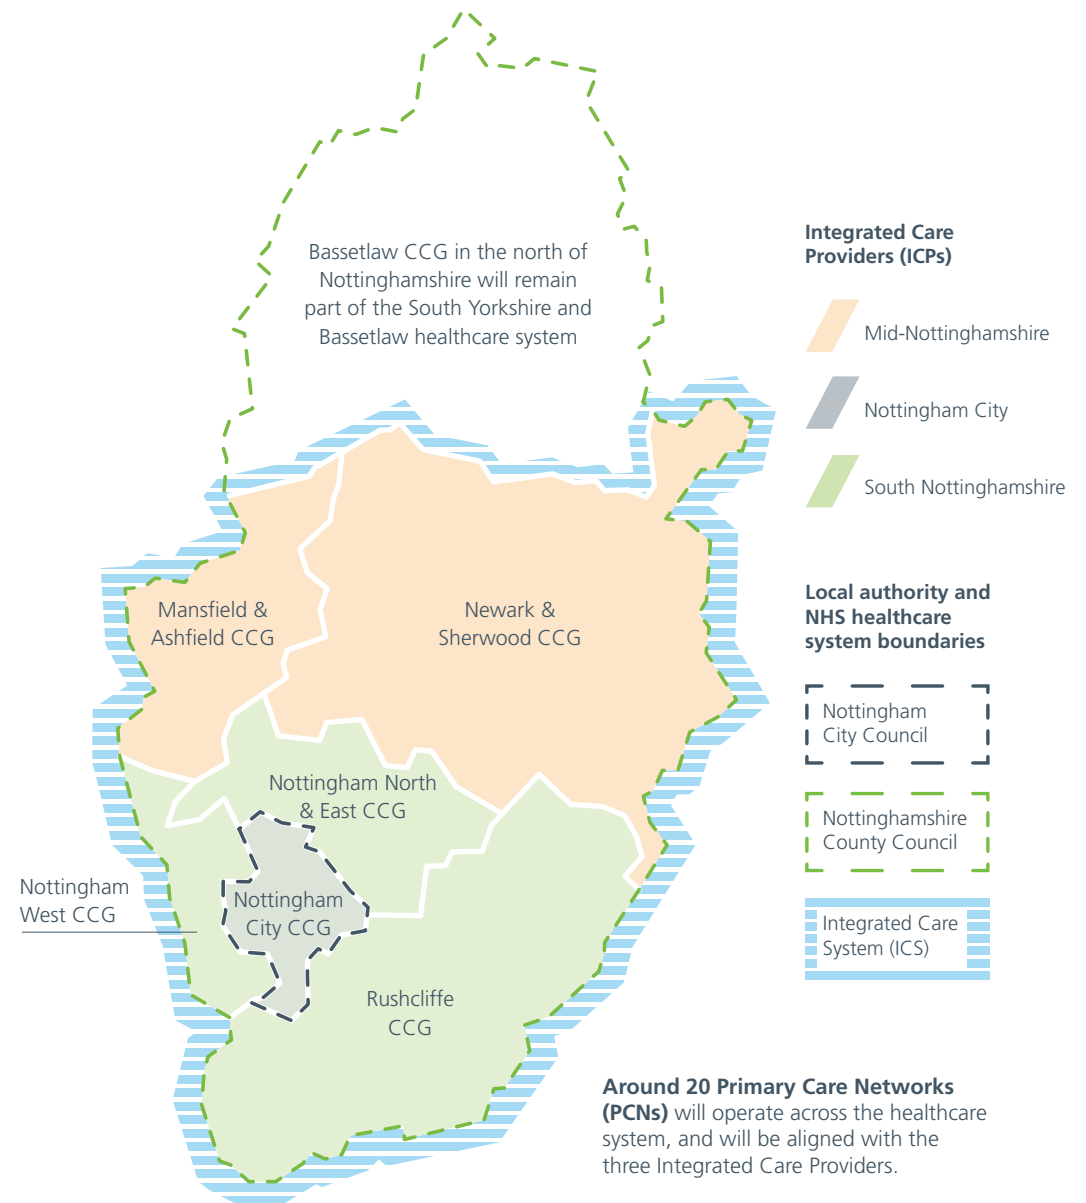 Bassetlaw CCG in the north of
Nottinghamshire will remain
part of the South Yorkshire and
Bassetlaw healthcare system
Mansfield &
Ashfield CCG
Newark &
Sherwood CCG
Nottingham North
& East CCG
Nottingham
West CCG
Nottingham
City CCG
Rushcliffe
CCG
Integrated Care
Providers (ICPs)
Mid-Nottinghamshire
Nottingham City
South Nottinghamshire
Local authority and
NHS healthcare
system boundaries
Nottingham
City Council
Nottinghamshire
County Council
Integrated Care
System (ICS)
Around 20 Primary Care Networks
(PCNs) will operate across the healthcare
system, and will be aligned with the
three Integrated Care Providers.